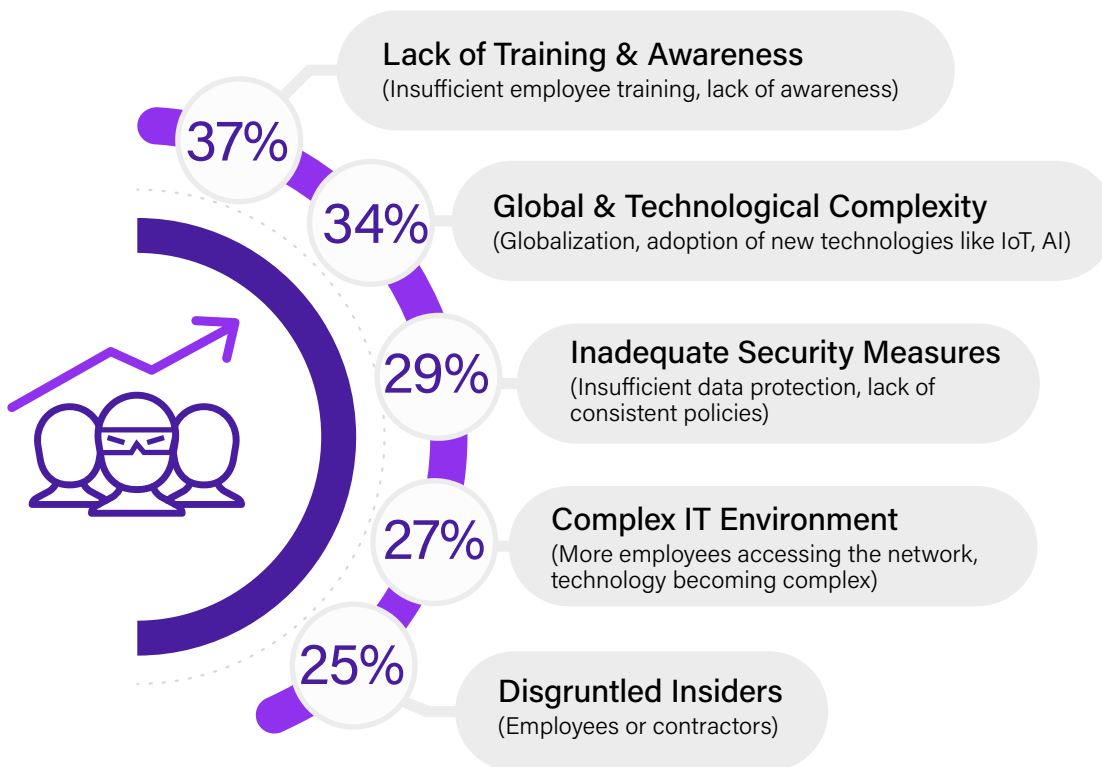 37%
Lack of Training & Awareness
(Insufficient employee training, lack of awareness)
34%
Global & Technological Complexity
(Globalization, adoption of new technologies like IoT, AI)
29%
Inadequate Security Measures
(Insufficient data protection, lack of
consistent policies)
27%
Complex IT Environment
(More employees accessing the network,
technology becoming complex)
25%
Disgruntled Insiders
(Employees or contractors)